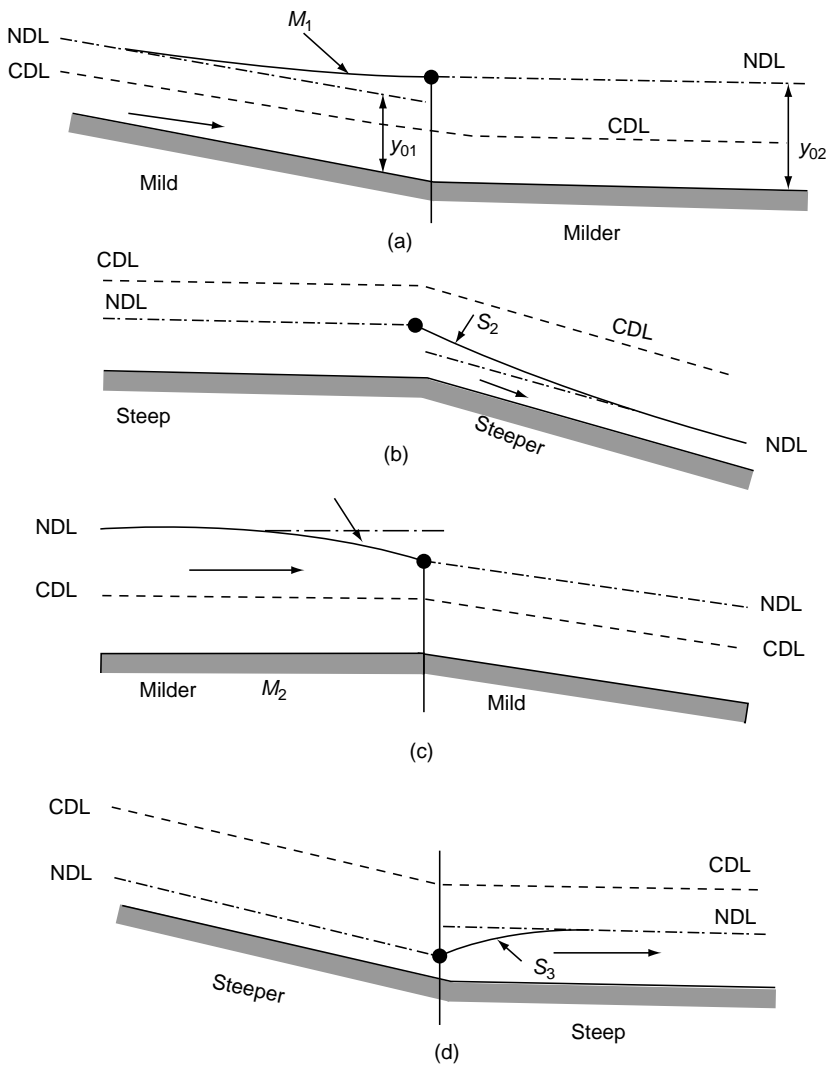 M1
NDL
NDL
CDL
CDL
y01
y02
Mild
Milder
(a)
CDL
NDL
S2
CDL
Steep
Steeper
NDL
(b)
NDL
CDL
NDL
CDL
Milder
M2
Mild
(c)
CDL
NDL
CDL
NDL
S3
Steeper
Steep
(d)